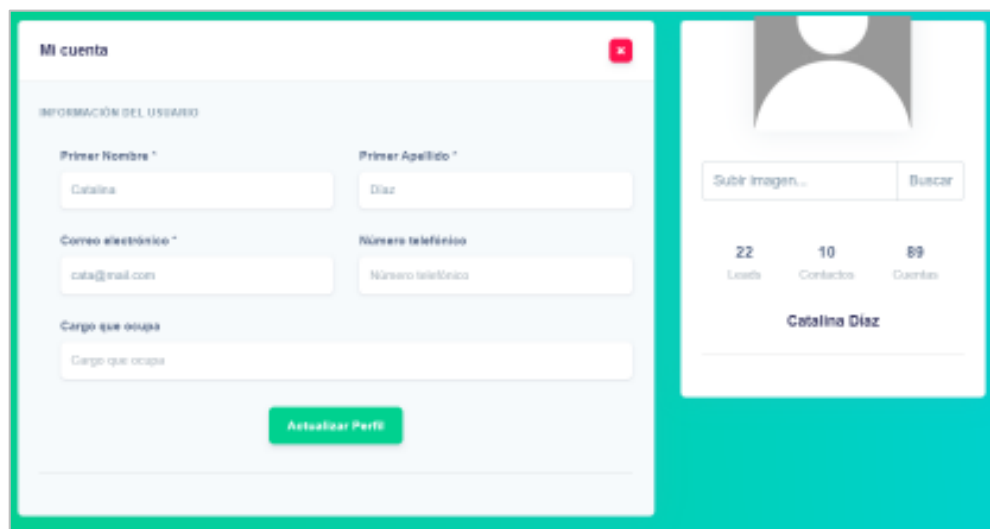 Mi cuenta
INFORMACIÓN DEL USUARIO
Primer Nombre *
Primer Apellido *
Catalina
Díaz
Correo electrónico *
Número telefónico
cata@mail.com
Número telefónico
Cargo que ocupa
Cargo que ocupa
Actualizar Perfil
Subir imagen...
Buscar
22
10
89
Leads
Contactos
Cuentas
Catalina Díaz